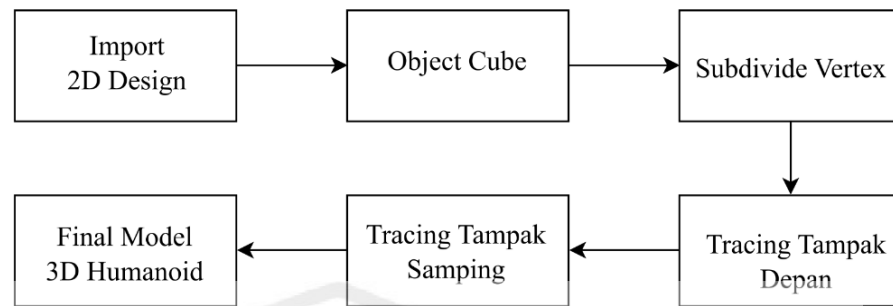 Import
2D Design
Object Cube
Subdivide Vertex
Tracing Tampak
Depan
Tracing Tampak
Samping
Final Model
3D Humanoid